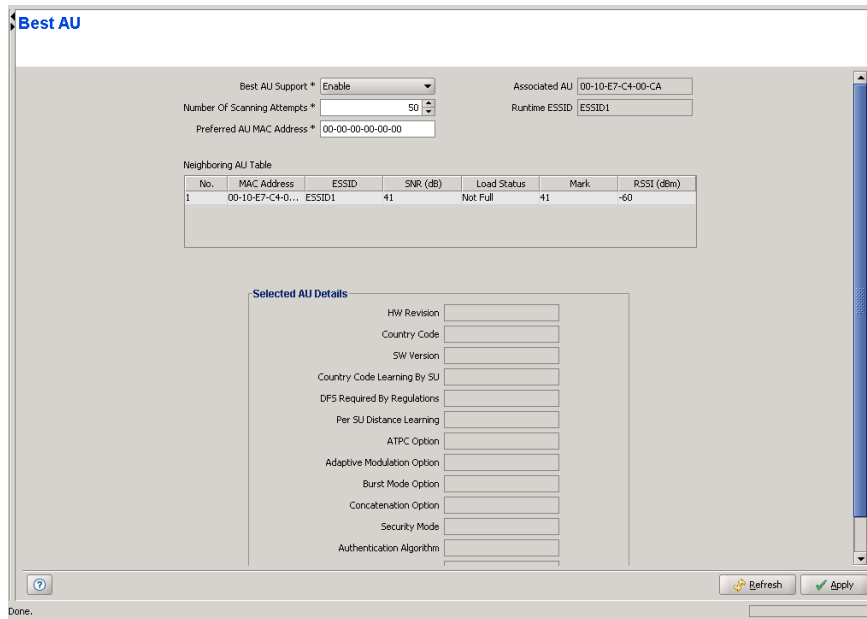 Best AU
Best AU Support * Enable Associated AU 00-10-E7-C4-00-CA
Number Of Scanning Attempts * 50 Runtime ESSID ESSID1
Preferred AU MAC Address * 00-00-00-00-00-00
Neighboring AU Table
No. MAC Address ESSID SNR (dB) Load Status Mark RSSI (dBm)
1 00-10-E7-C4-0... ESSID1 41 Not Full 41 -60
Selected AU Details
HW Revision
Country Code
SW Version
Country Code Learning By SU
DFS Required By Regulations
Per SU Distance Learning
ATPC Option
Adaptive Modulation Option
Burst Mode Option
Concatenation Option
Security Mode
Authentication Algorithm
? Refresh Apply
Done.